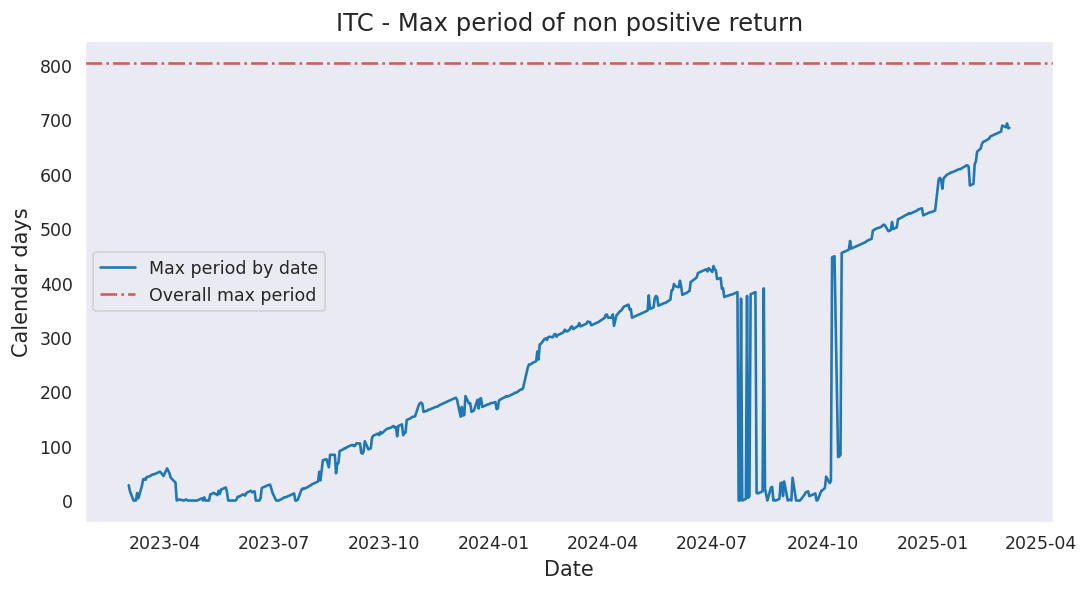 ITC - Max period of non positive return
800
700
600
500
400
300
200
100
0
Calendar days
Max period by date
Overall max period
2023-04 2023-07 2023-10 2024-01 2024-04 2024-07 2024-10 2025-01 2025-04
Date